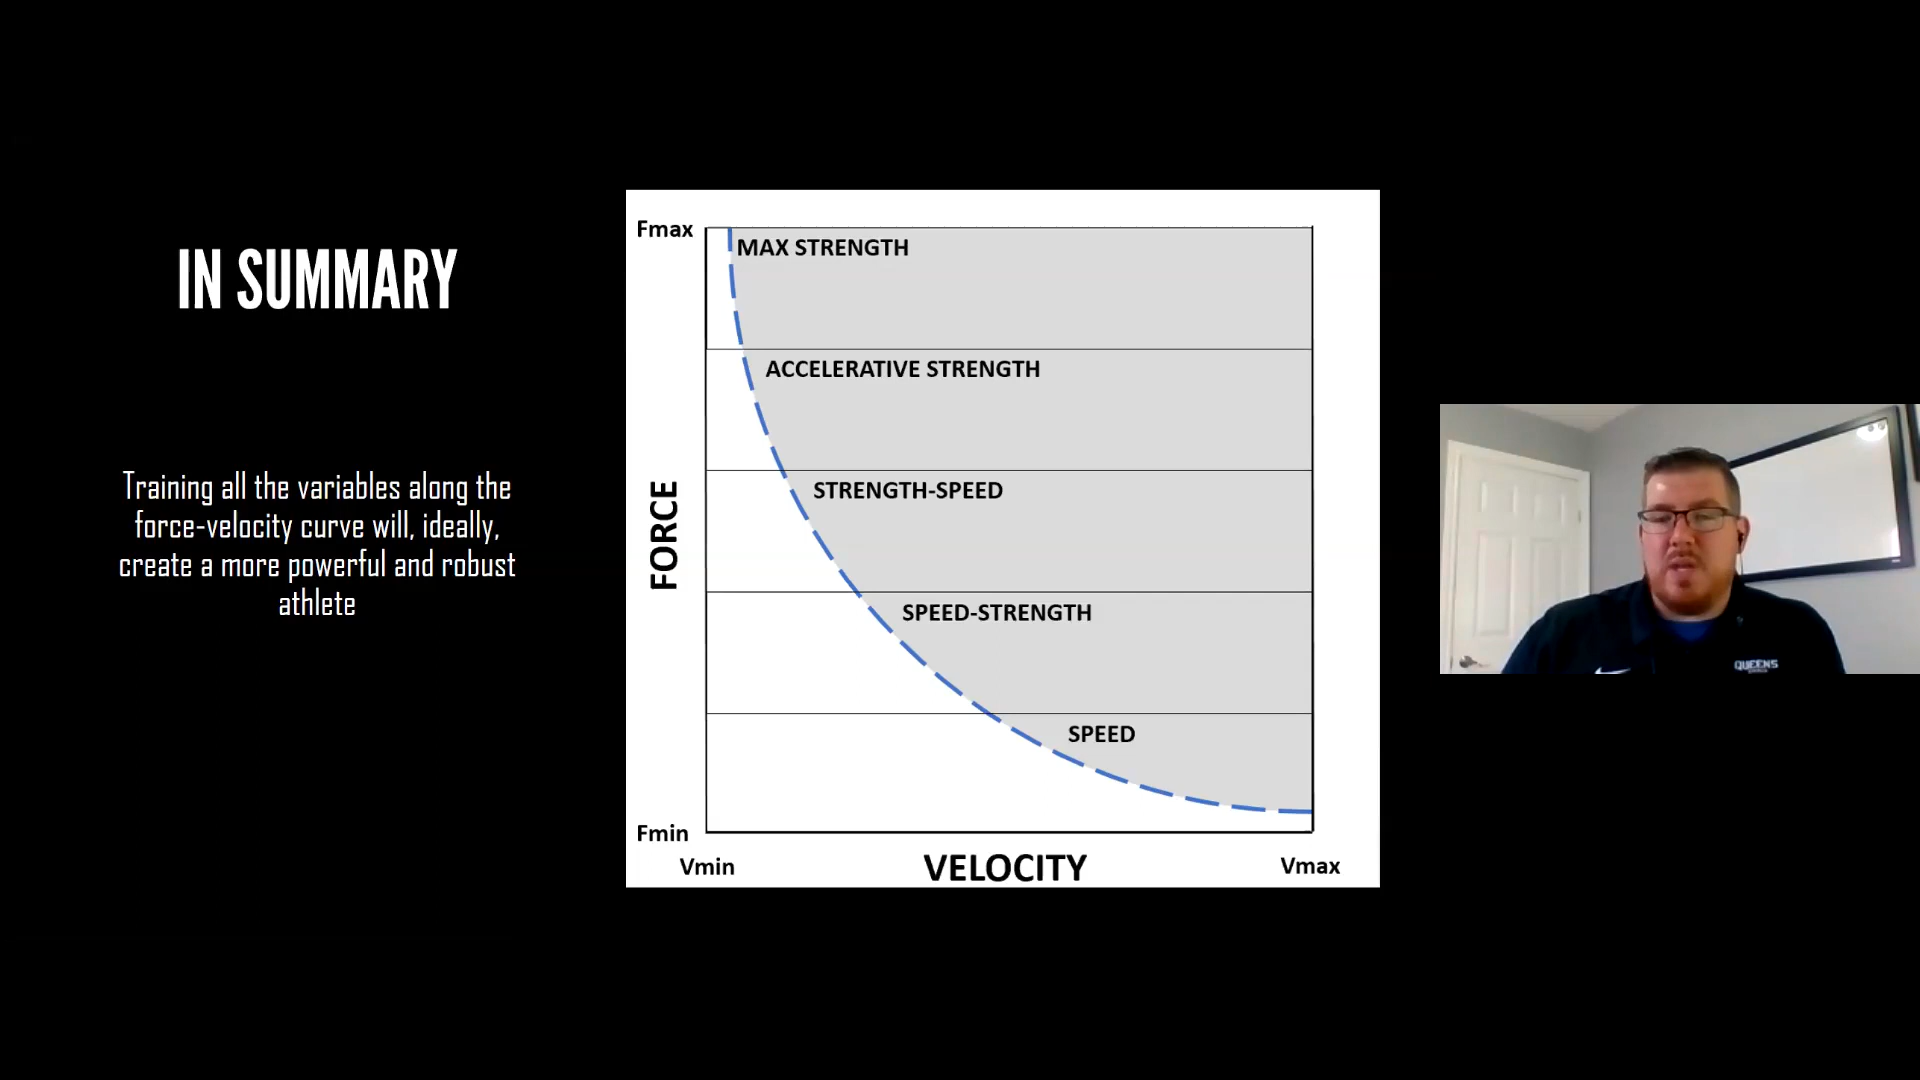 IN SUMMARY
Training all the variables along the
force-velocity curve will, ideally,
create a more powerful and robust
athlete
Fmax
MAX STRENGTH
ACCELERATIVE STRENGTH
STRENGTH-SPEED
FORCE
SPEED-STRENGTH
SPEED
Fmin
Vmin
VELOCITY
Vmax
QUEENS